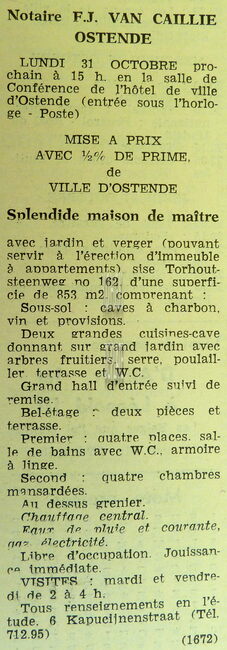 Notaire F.J. VAN CAILLIE
OSTENDE
LUNDI 31 OCTOBRE pro-
chain à 15 h. en la salle de
Conférence de l'hôtel de ville
d'Ostende (entrée sous l'horlo-
ge - Poste)
MISE A PRIX
AVEC ½% DE PRIME,
de
VILLE D'OSTENDE
Splendide maison de maître
avec jardin et verger (pouvant
servir à l'érection d'immeuble
à appartements), sise Torhout-
steenweg no 162, d'une superfi-
cie de 853 m2 comprenant :
Sous-sol : caves à charbon,
vin et provisions.
Deux grandes cuisines-cave
donnant sur grand jardin avec
arbres fruitiers, serre, poulail-
ler terrasse et W.C.
Grand hall d'entrée suivi de
remise.
Bel-étage : deux pièces et
terrasse.
Premier : quatre places, sal-
le de bains avec W.C., armoire
à linge.
Second : quatre chambres
mansardées.
Au dessus grenier.
Chauffage central.
Eaux de pluie et courante,
gaz, électricité.
Libre d'occupation. Jouissan-
ce immédiate.
VISITES : mardi et vendre-
di de 2 à 4 h.
Tous renseignements en l'é-
tude, 6 Kapucijnenstraat (Tél.
712.95) (1672)